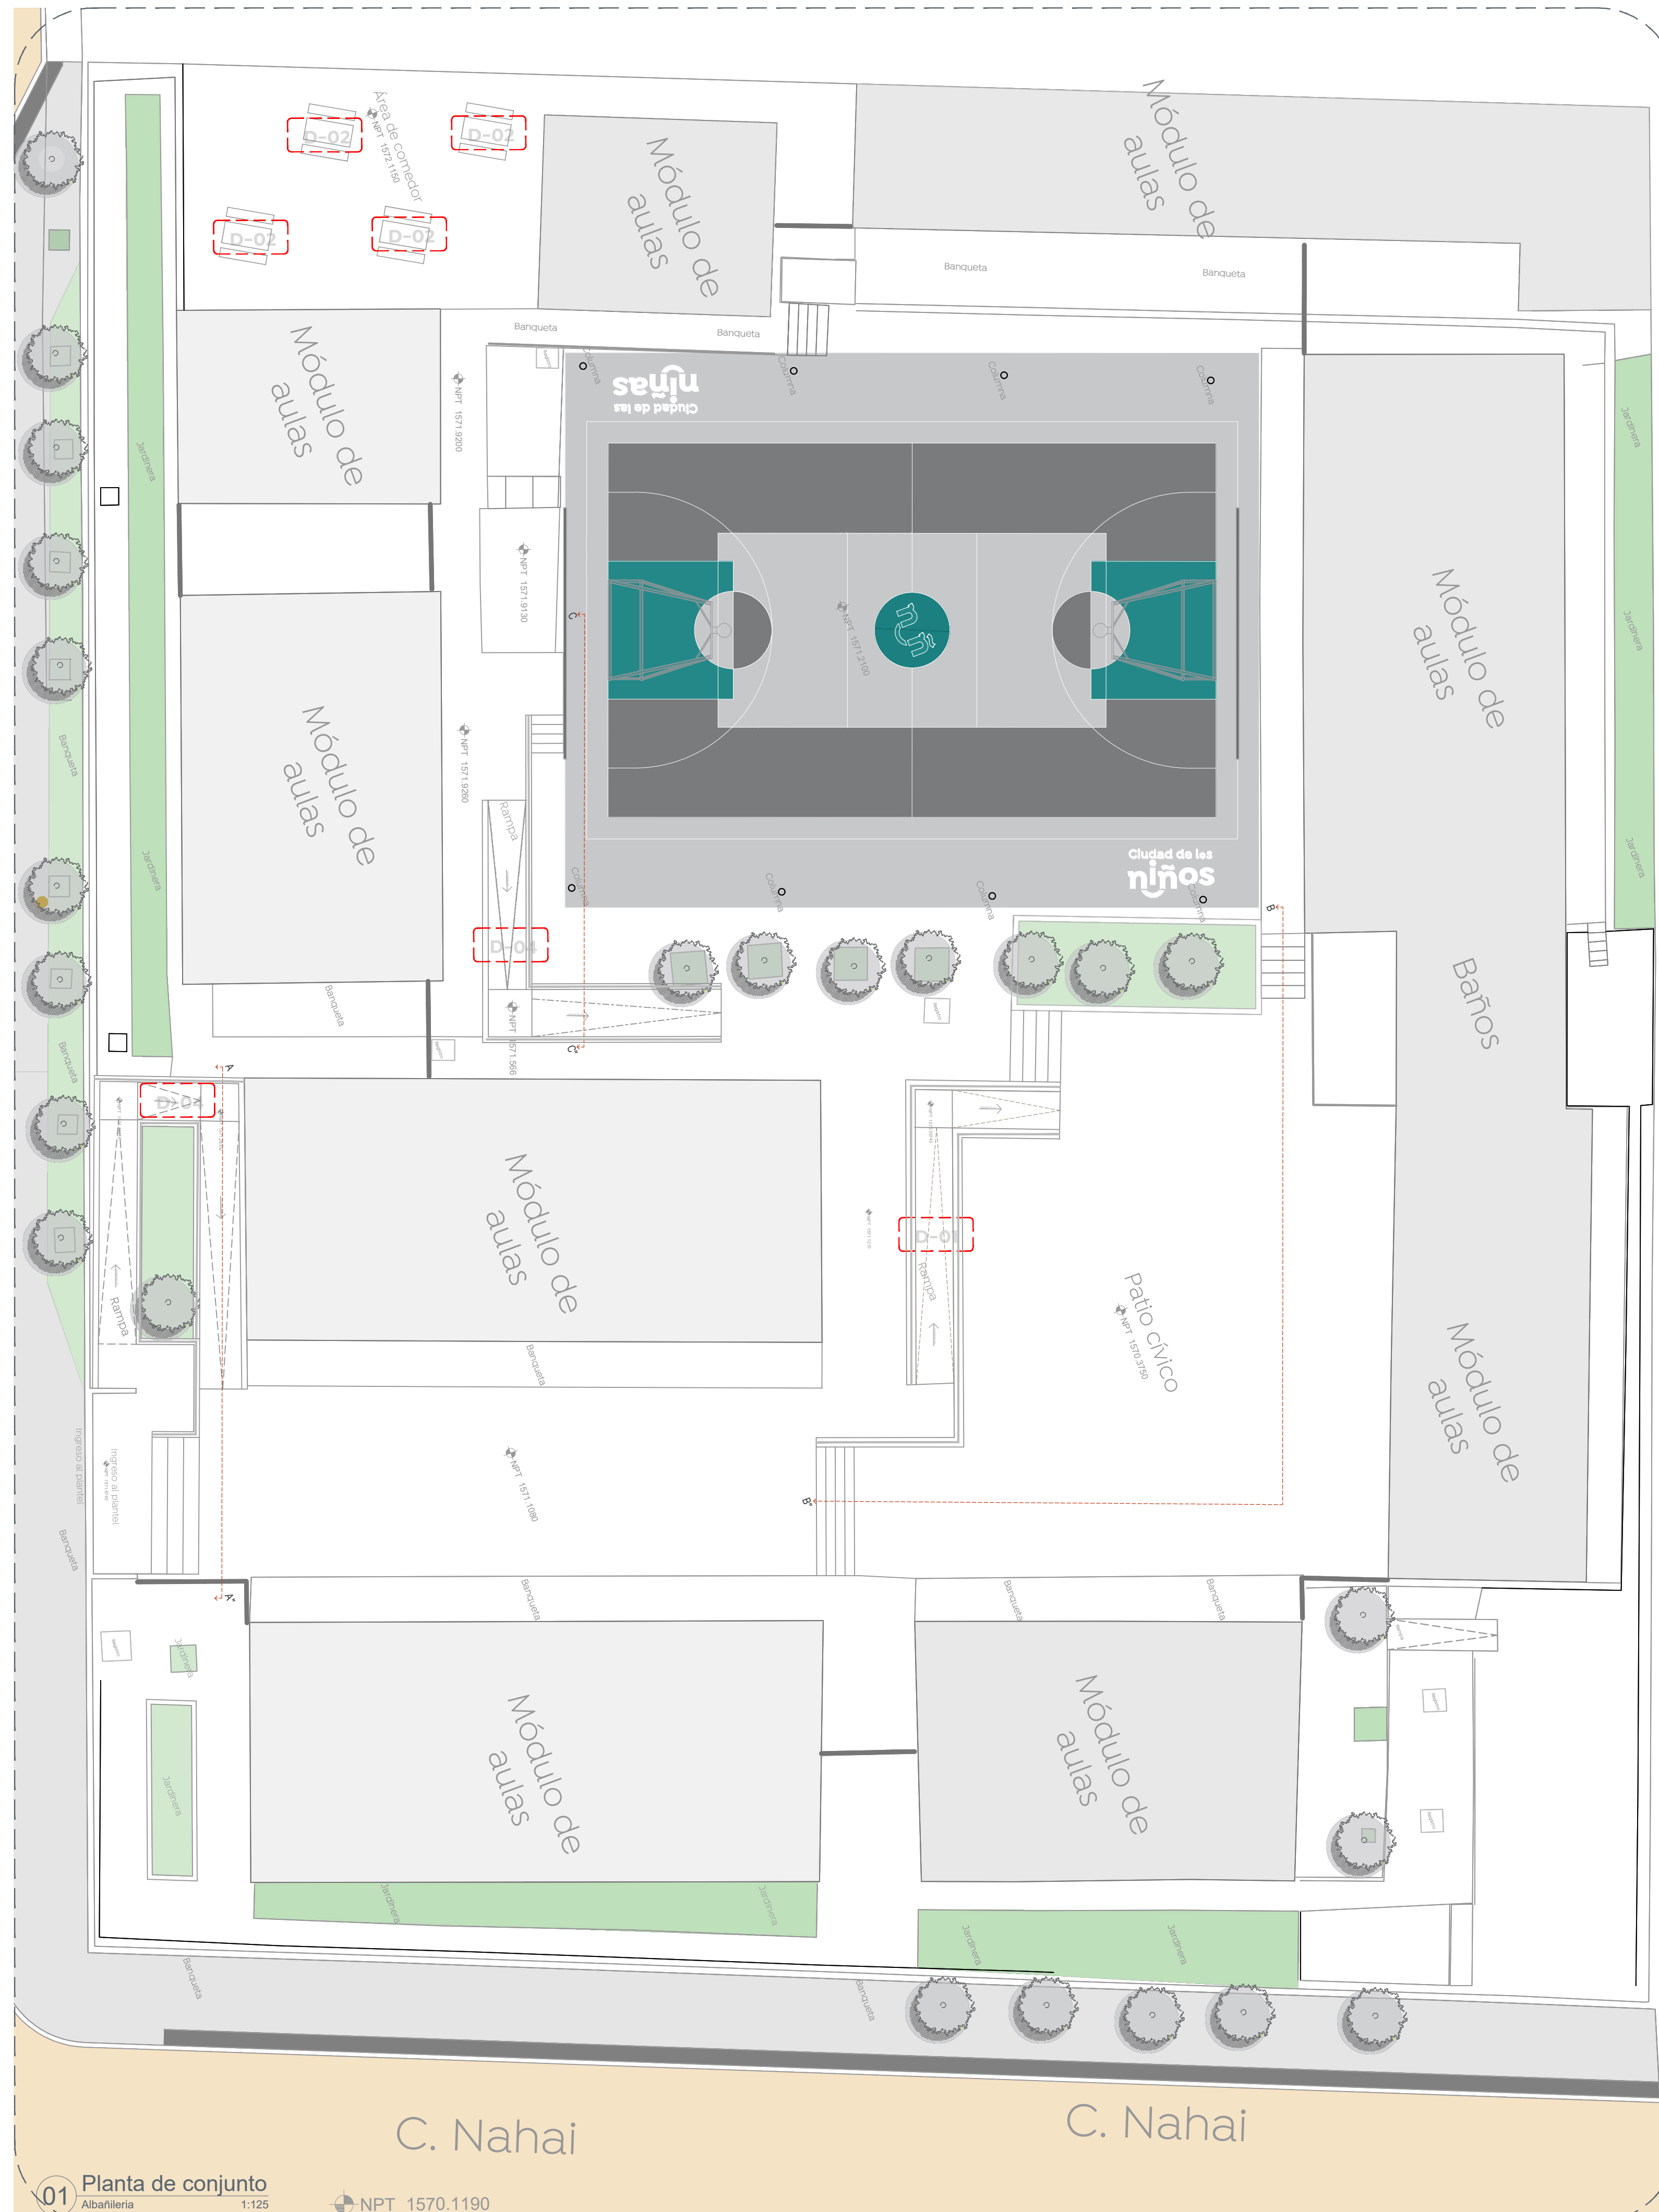 Área de comedor
NPT 1572.1150
D-02
D-02
D-02
D-02
Módulo de
aulas
Módulo de
aulas
Banqueta
Banqueta
Banqueta
Banqueta
Módulo de
aulas
NPT 1571.9200
Columna
Columna
Columna
Columna
Ciudad de las
niñas
Jardinera
Jardinera
NPT 1571.9130
C
NPT 1571.2100
niñ
Módulo de
aulas
Jardinera
Módulo de
aulas
NPT 1571.9260
Banqueta
Rampa
Ciudad de los
niños
Jardinera
Jardinera
Columna
Columna
Columna
Columna
B
D-04
Baños
Banqueta
NPT 1571.566
C'
Registro
Banqueta
A
D-04
Módulo de
aulas
D-01
Rampa
Rampa
Patio cívico
NPT 1570.3750
Módulo de
aulas
Banqueta
Ingreso al plantel
Ingreso al plantel
NPT 1571.1080
B'
Banqueta
A'
Banqueta
Banqueta
Banqueta
Jardinera
Módulo de
aulas
Módulo de
aulas
Jardinera
Jardinera
Jardinera
Jardinera
Jardinera
Banqueta
Banqueta
C. Nahai
C. Nahai
01
Planta de conjunto
Albañileria
1:125
NPT 1570.1190